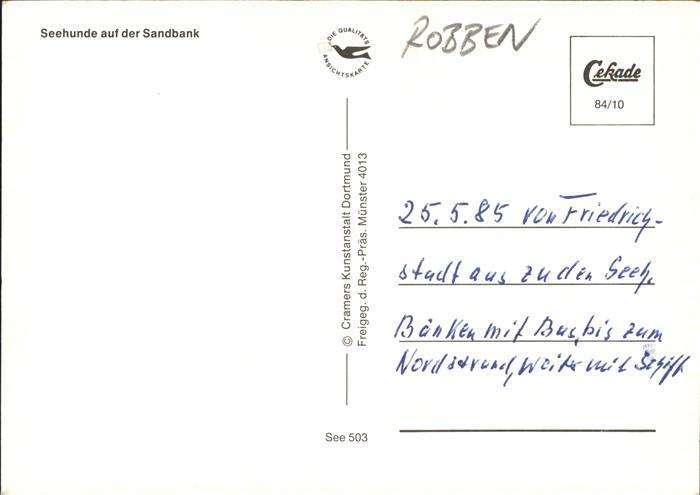 Seehunde auf der Sandbank
DIE QUALITÄTS
ANSICHTSKARTE
ROBBEN
Cekade
84/10
© Cramers Kunstanstalt Dortmund
Freigeg. d. Reg.-Präs. Münster 4013
25.5.85 von Friedrich-
stadt aus zu den Seeh.
Bänken mit Bus, bis zum
Nordstrand, weiter mit Schiff
See 503